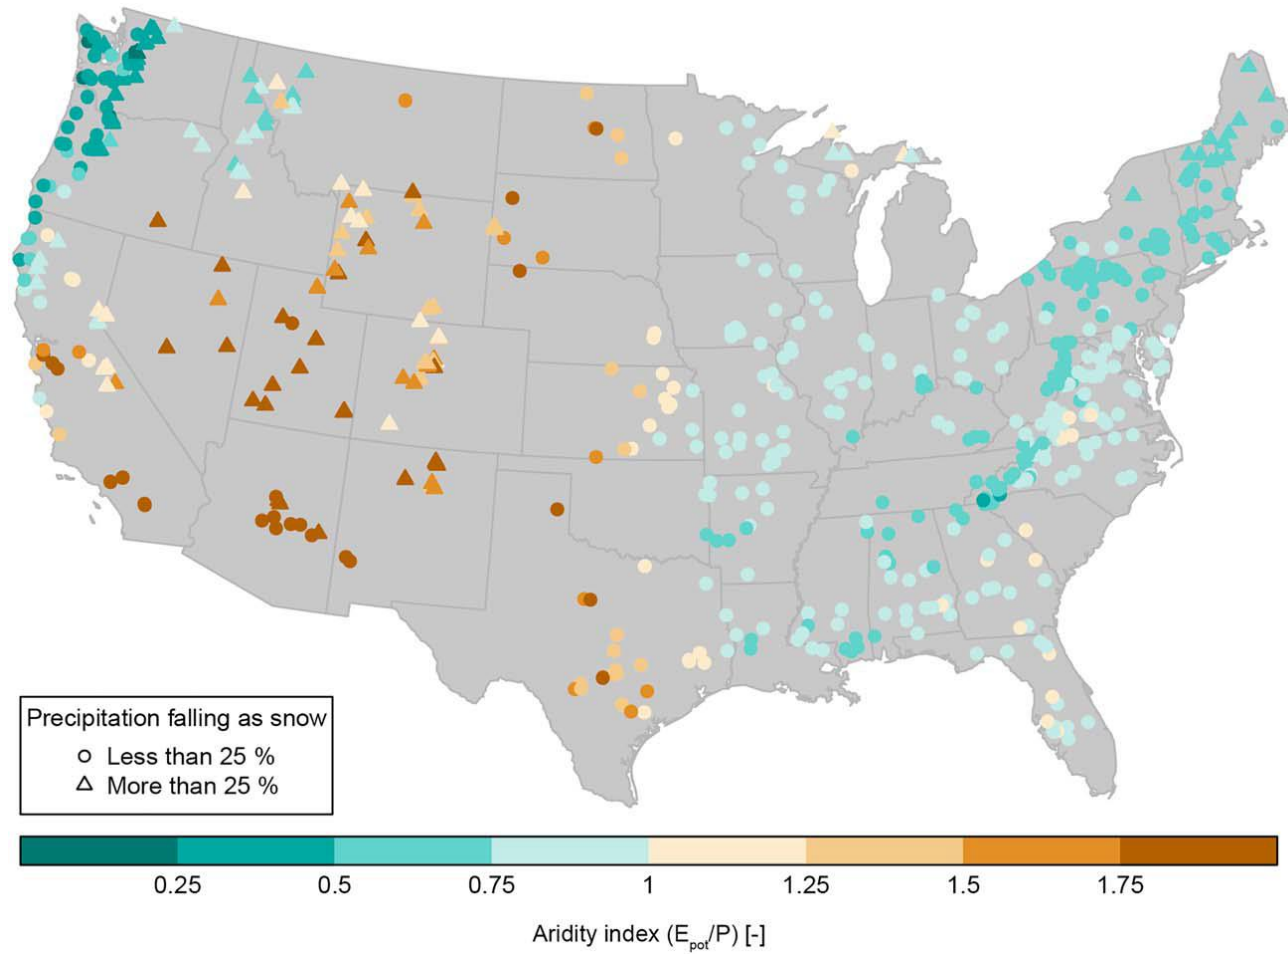 Precipitation falling as snow
Less than 25 %
More than 25 %
0.25 0.5 0.75 1 1.25 1.5 1.75
Aridity index (Epot/P) [-]